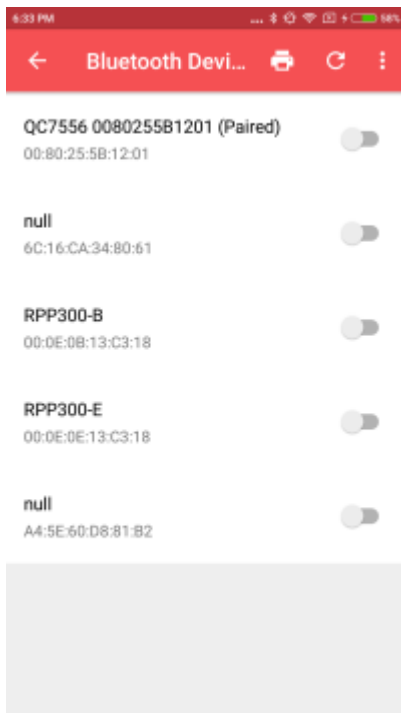 6:33 PM
... 58%
Bluetooth Devi...
QC7556 0080255B1201 (Paired)
00:80:25:5B:12:01
null
6C:16:CA:34:80:61
RPP300-B
00:0E:0B:13:C3:18
RPP300-E
00:0E:0E:13:C3:18
null
A4:5E:60:D8:81:B2